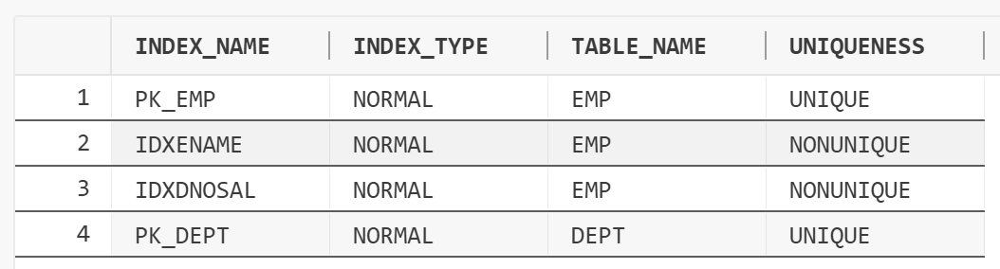 INDEX_NAME INDEX_TYPE TABLE_NAME UNIQUENESS
1 PK_EMP NORMAL EMP UNIQUE
2 IDXENAME NORMAL EMP NONUNIQUE
3 IDXDNOSAL NORMAL EMP NONUNIQUE
4 PK_DEPT NORMAL DEPT UNIQUE